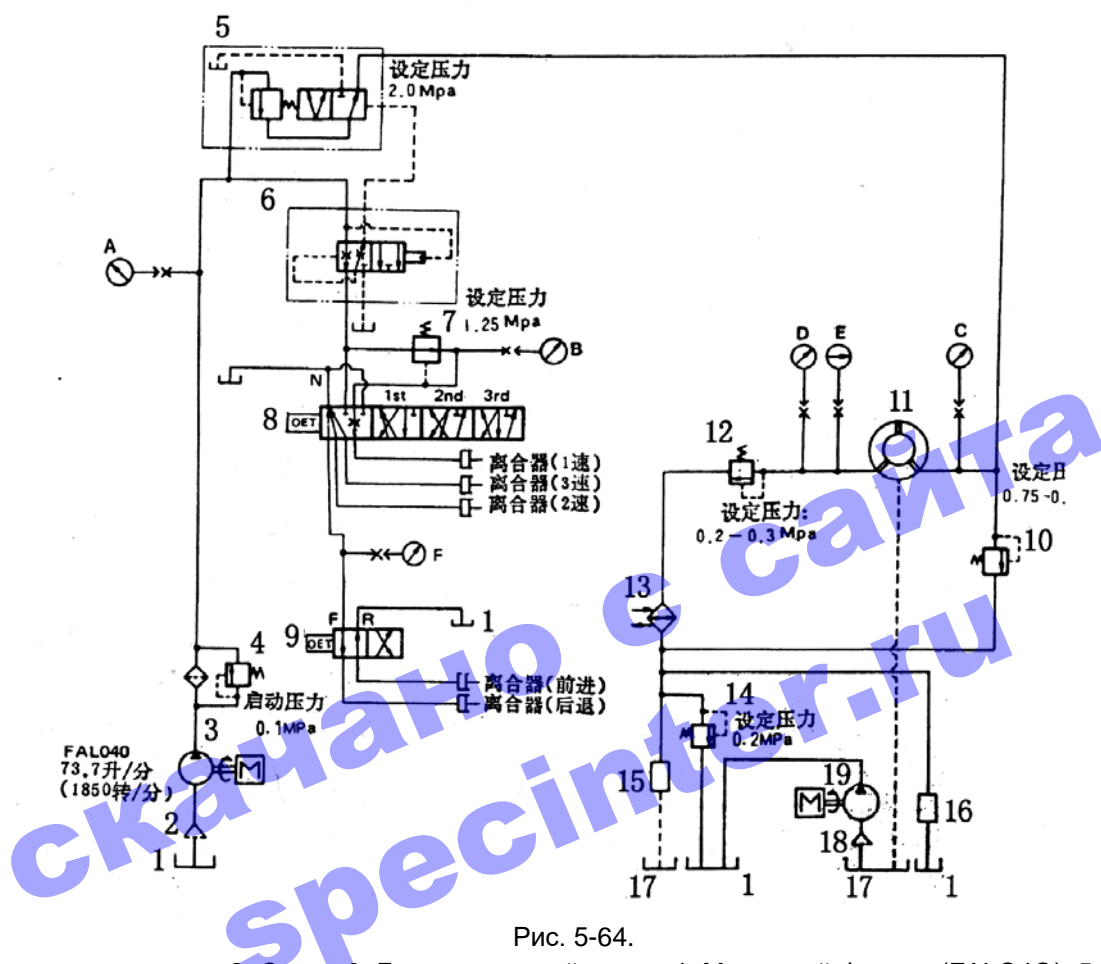 5
设定压力
2.0Mpa
6
A
设定压力
7
1.25 Mpa
B
D
E
C
N
1st
2nd
3rd
8
DET
11
12
离合器(1速)
离合器(3速)
离合器(2速)
设定压力:
0.2-0.3 Mpa
设定
0.75-0.
10
F
13
F
R
1
9
DET
4
离合器(前进)
离合器(后退)
启动压力
0.1MPa
14
设定压力
0.2MPa
3
FAL040
73.7升/分
(1850转/分)
M
15
19
M
16
2
18
1
17
1
17
1
скачано с сайта
specinter.ru
Рис. 5-64.